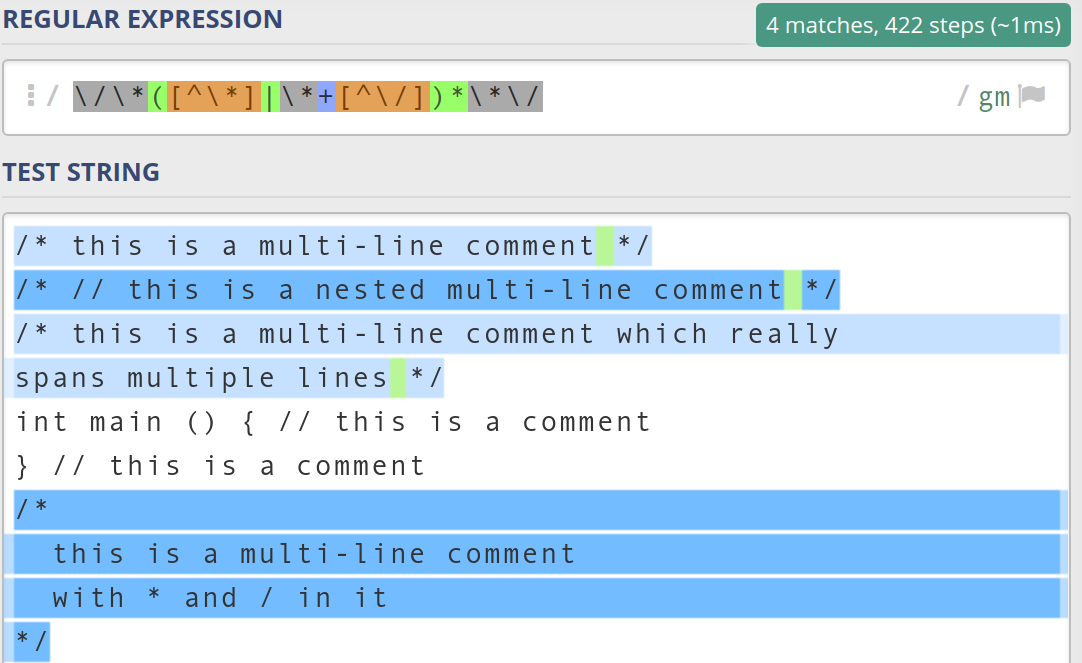 REGULAR EXPRESSION
4 matches, 422 steps (~1ms)
/ \/\*([^\*]|\*+[^\/])*\*\/ / gm
TEST STRING
/* this is a multi-line comment */
/* // this is a nested multi-line comment */
/* this is a multi-line comment which really
spans multiple lines */
int main () { // this is a comment
} // this is a comment
/*
  this is a multi-line comment
  with * and / in it
*/